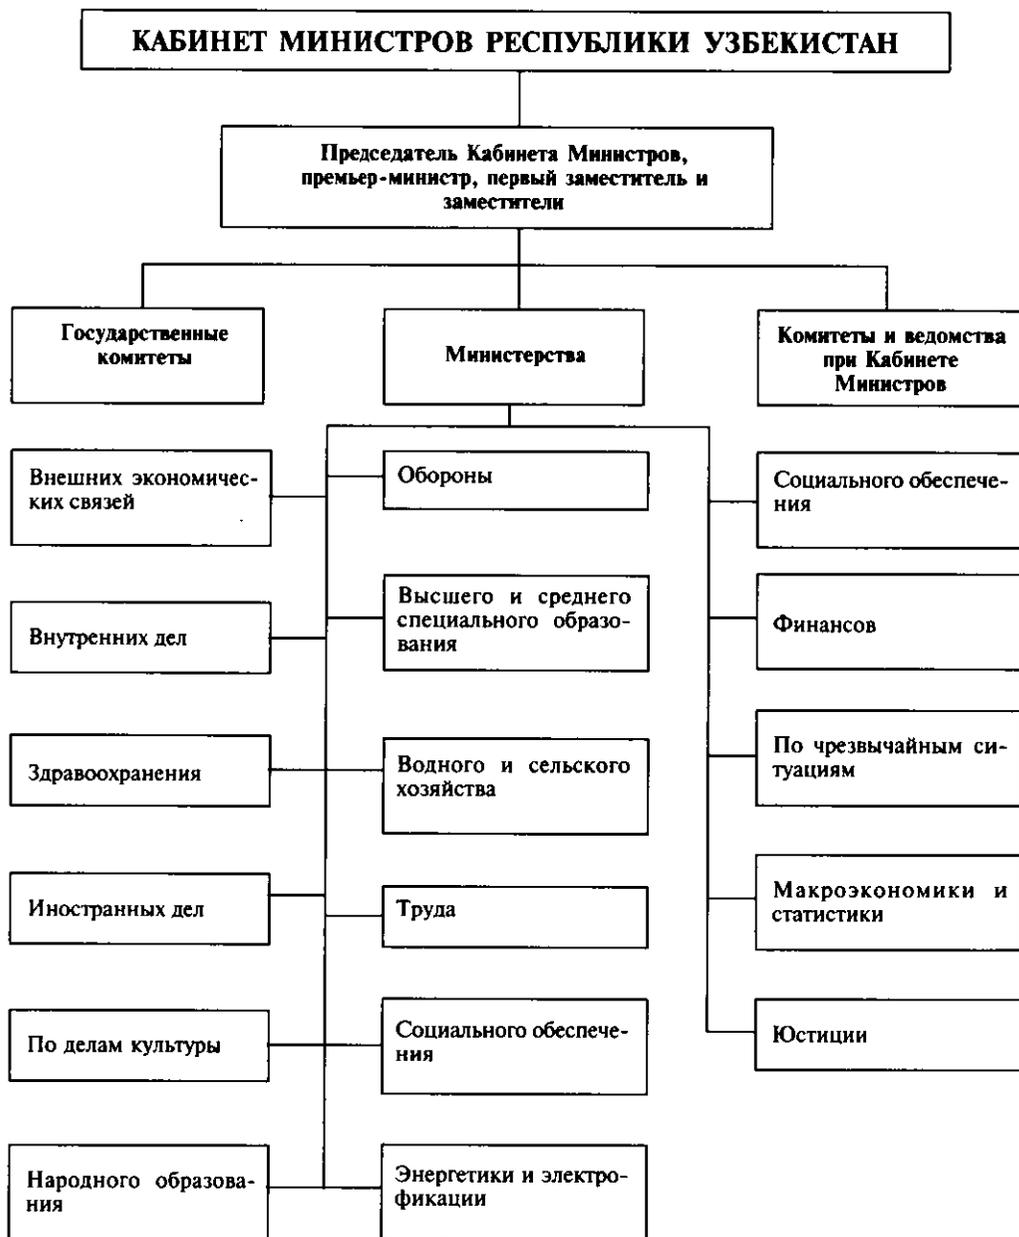 КАБИНЕТ МИНИСТРОВ РЕСПУБЛИКИ УЗБЕКИСТАН
Председатель Кабинета Министров,
премьер-министр, первый заместитель и
заместители
Государственные
комитеты
Министерства
Комитеты и ведомства
при Кабинете
Министров
Внешних экономичес-
ких связей
Обороны
Социального обеспече-
ния
Внутренних дел
Высшего и среднего
специального образо-
вания
Финансов
Здравоохранения
Водного и сельского
хозяйства
По чрезвычайным си-
туациям
Иностранных дел
Труда
Макроэкономики и
статистики
По делам культуры
Социального обеспече-
ния
Юстиции
Народного образова-
ния
Энергетики и электро-
фикации